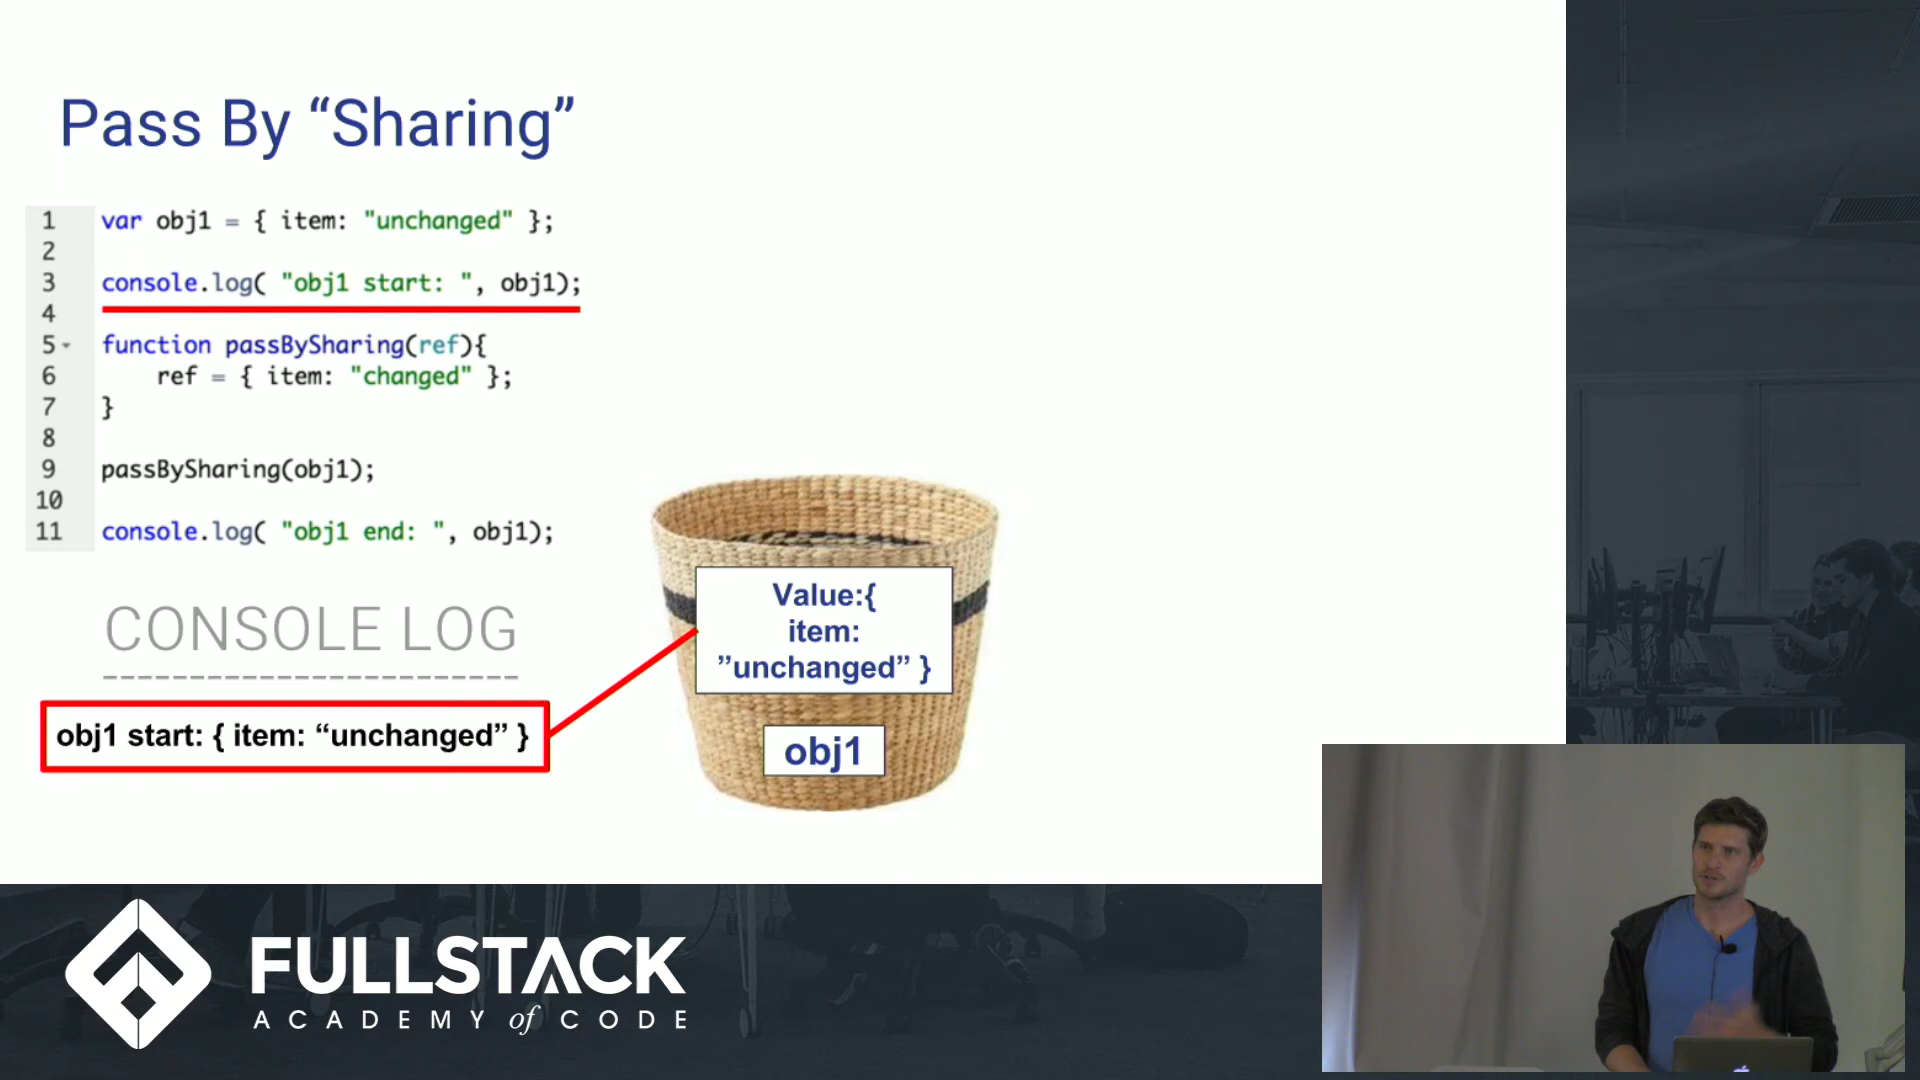 Pass By “Sharing”
1 var obj1 = { item: "unchanged" };
2
3 console.log( "obj1 start: ", obj1);
4
5 function passBySharing(ref){
6 ref = { item: "changed" };
7 }
8
9 passBySharing(obj1);
10
11 console.log( "obj1 end: ", obj1);
CONSOLE LOG
------------------------
obj1 start: { item: “unchanged” }
Value:{
item:
”unchanged” }
obj1
FULLSTACK
ACADEMY of CODE